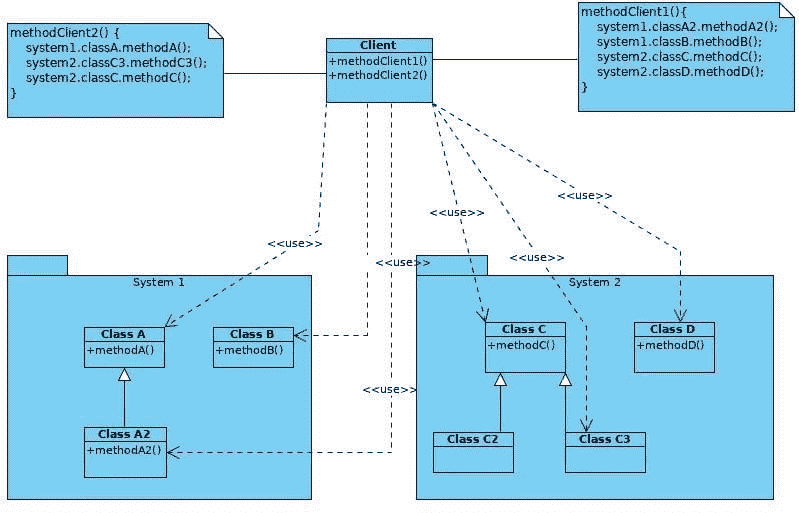 methodClient2() {
system1.classA.methodA();
system2.classC3.methodC3();
system2.classC.methodC();
}
Client
+methodClient1()
+methodClient2()
methodClient1(){
system1.classA2.methodA2();
system1.classB.methodB();
system2.classC.methodC();
system2.classD.methodD();
}
<<use>>
<<use>>
<<use>>
<<use>>
<<use>>
<<use>>
System 1
Class A
+methodA()
Class B
+methodB()
Class A2
+methodA2()
System 2
Class C
+methodC()
Class D
+methodD()
Class C2
Class C3